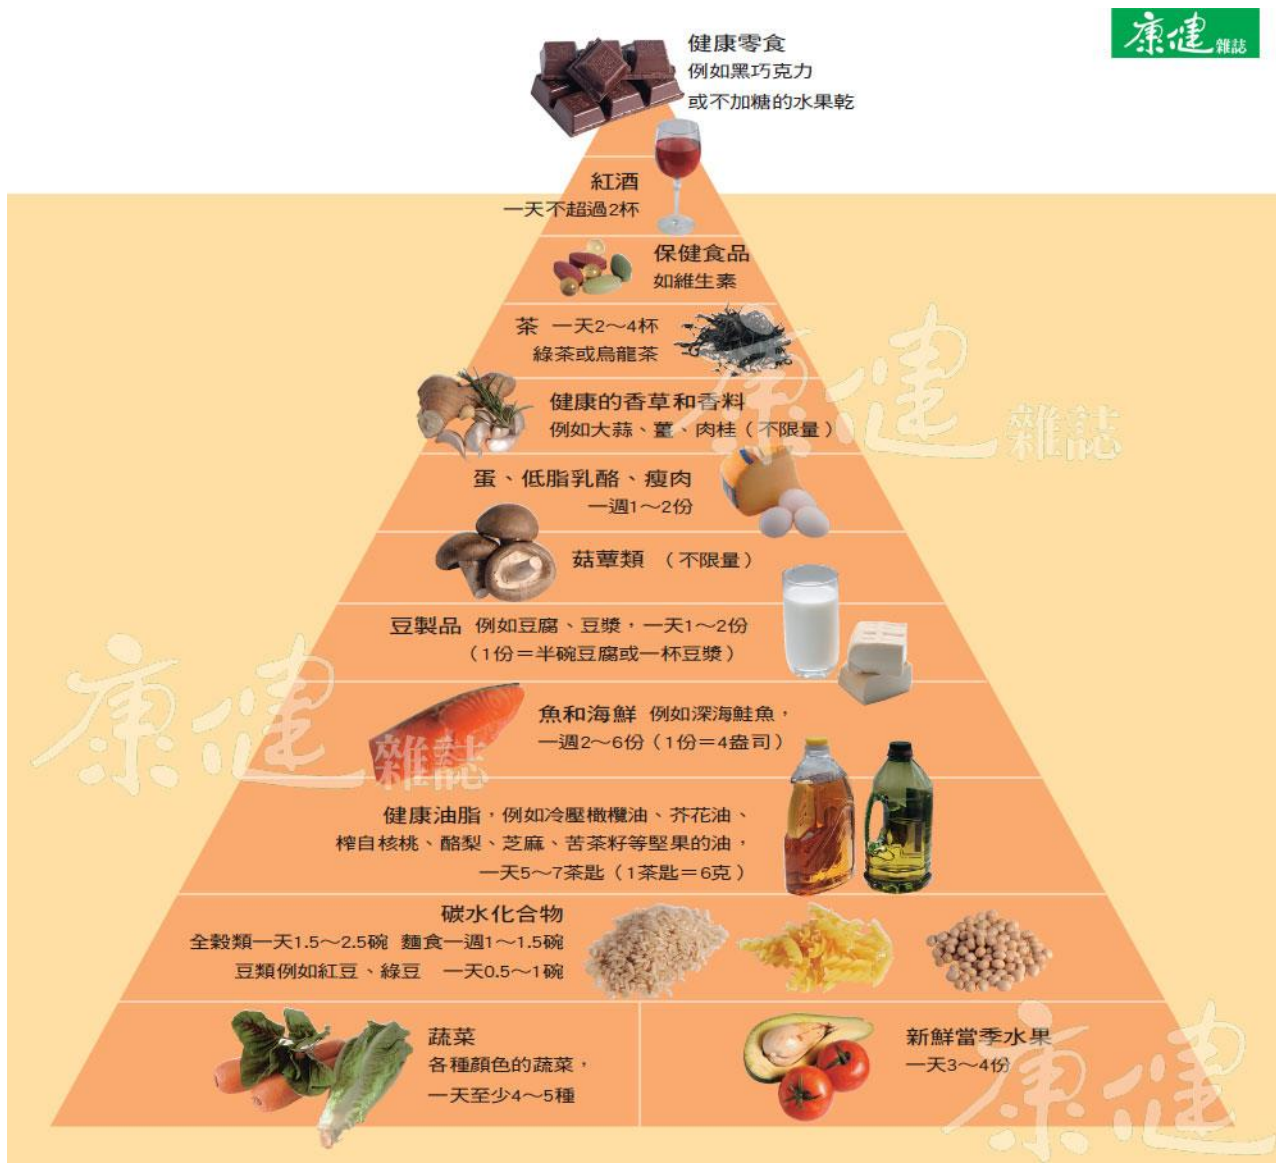 康健雜誌
健康零食
例如黑巧克力
或不加糖的水果乾
紅酒
一天不超過2杯
保健食品
如維生素
茶 一天2～4杯
綠茶或烏龍茶
健康的香草和香料
例如大蒜、薑、肉桂（不限量）
康健雜誌
蛋、低脂乳酪、瘦肉
一週1～2份
菇蕈類 （不限量）
豆製品 例如豆腐、豆漿，一天1～2份
（1份＝半碗豆腐或一杯豆漿）
康健雜誌
魚和海鮮 例如深海鮭魚，
一週2～6份（1份＝4盎司）
健康油脂，例如冷壓橄欖油、芥花油、
榨自核桃、酪梨、芝麻、苦茶籽等堅果的油，
一天5～7茶匙（1茶匙＝6克）
碳水化合物
全穀類一天1.5～2.5碗 麵食一週1～1.5碗
豆類例如紅豆、綠豆 一天0.5～1碗
蔬菜
各種顏色的蔬菜，
一天至少4～5種
新鮮當季水果
一天3～4份
康健